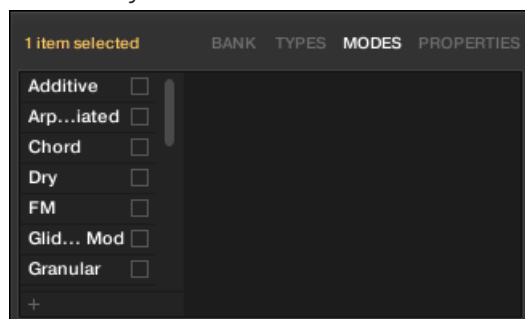 1 item selected BANK TYPES MODES PROPERTIES
Additive
Arp...iated
Chord
Dry
FM
Glid... Mod
Granular
+